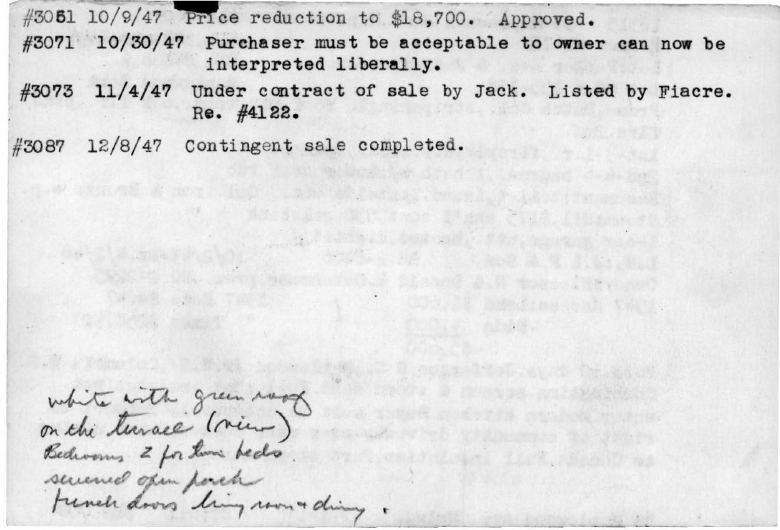 #3051 10/9/47 Price reduction to $18,700. Approved.
#3071 10/30/47 Purchaser must be acceptable to owner can now be
interpreted liberally.
#3073 11/4/47 Under contract of sale by Jack. Listed by Fiacre.
Re. #4122.
#3087 12/8/47 Contingent sale completed.
white with green roof
on the terrace (view)
Bedrooms 2 for twin beds
screened open porch
french doors living room & dining.